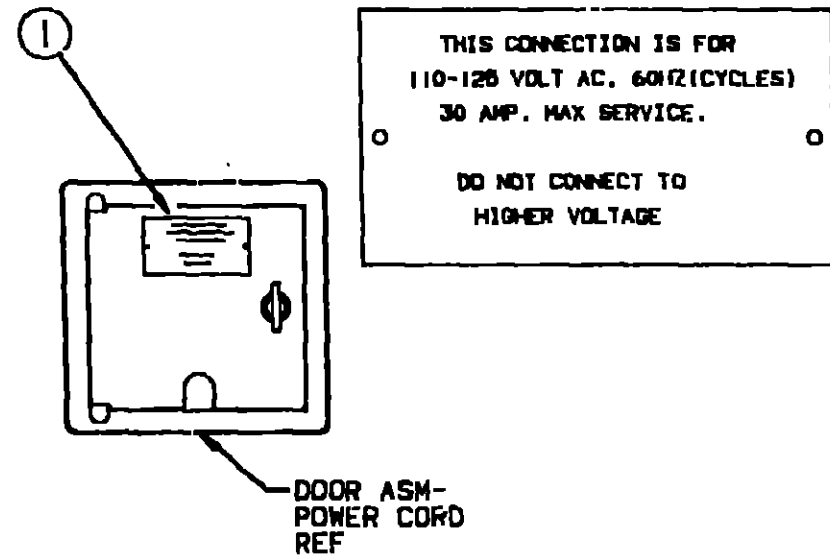 1
THIS CONNECTION IS FOR
110-120 VOLT AC. 60HZ(CYCLES)
30 AMP. MAX SERVICE.
DO NOT CONNECT TO
HIGHER VOLTAGE
DOOR ASM-
POWER CORD
REF